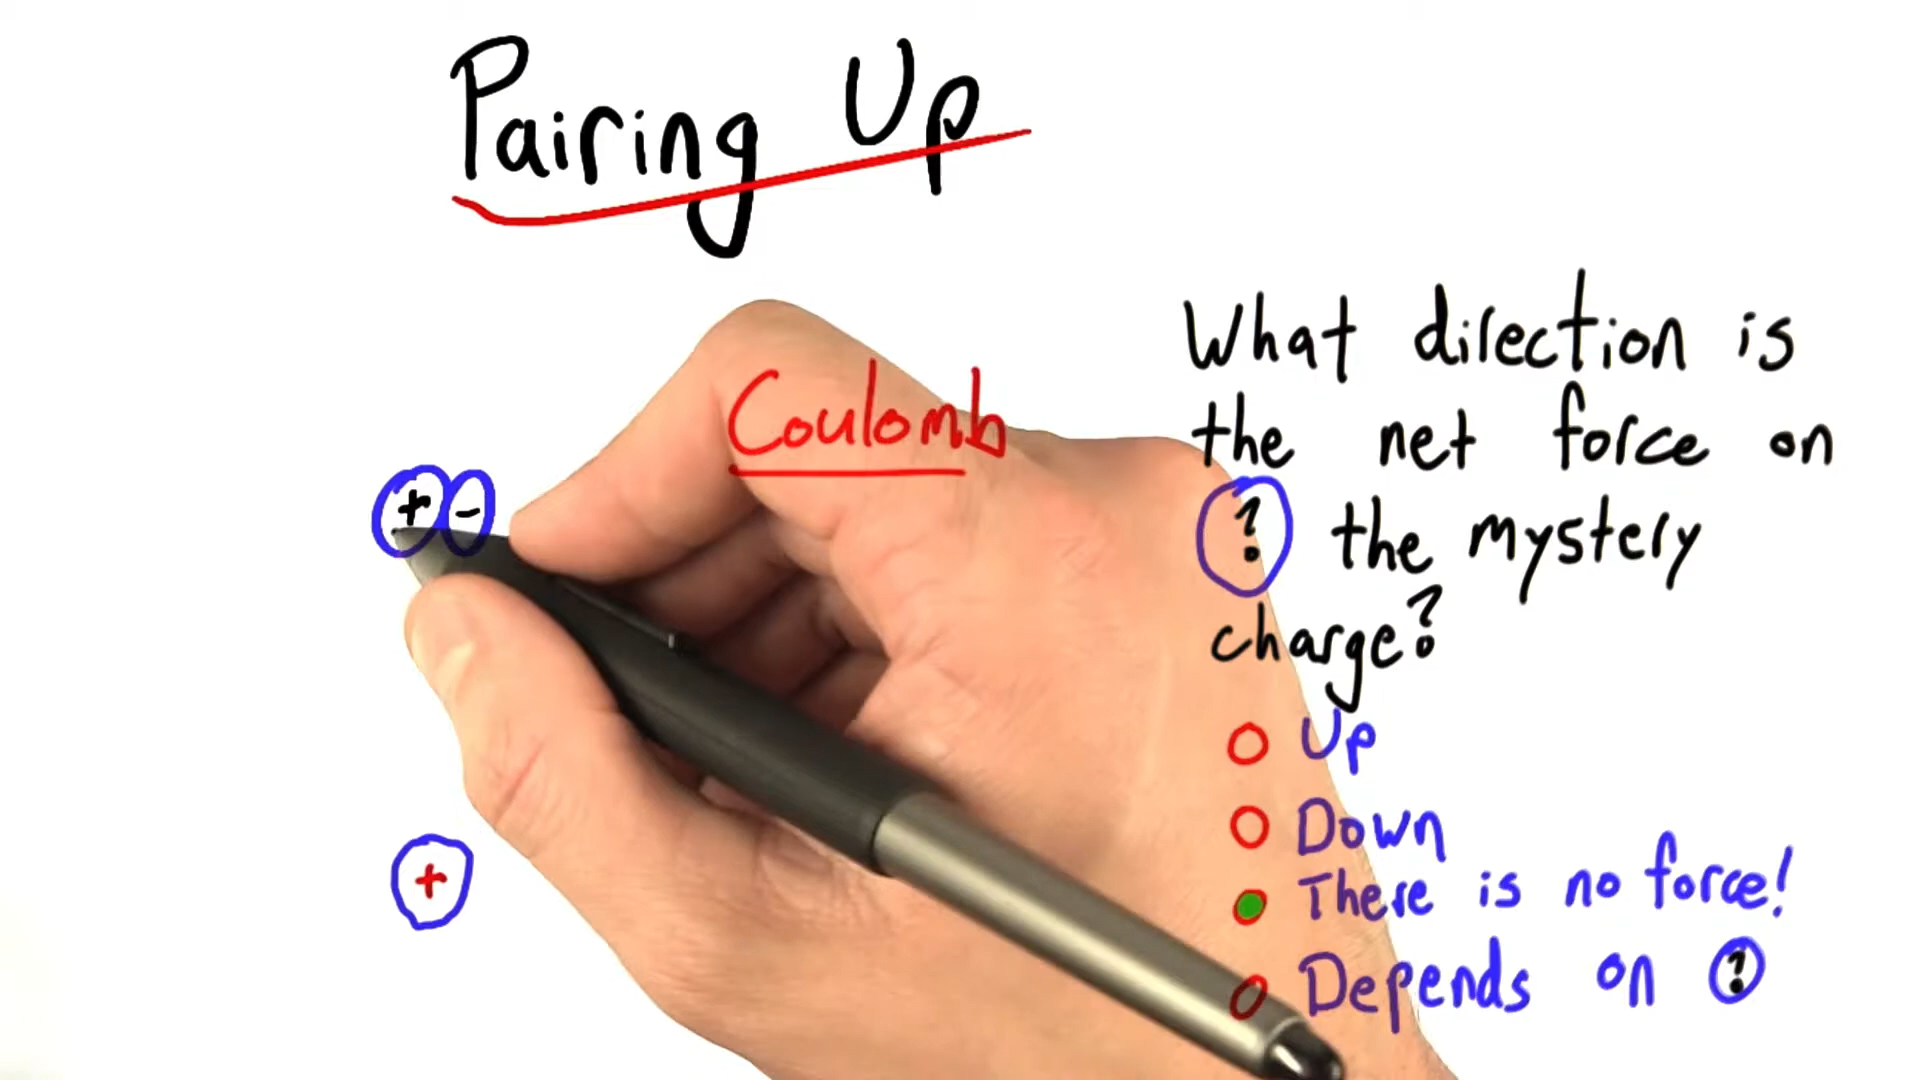 Pairing Up
Coulomb
+ -
+
What direction is
the net force on
? the mystery
charge?
Up
Down
There is no force!
Depends on ?